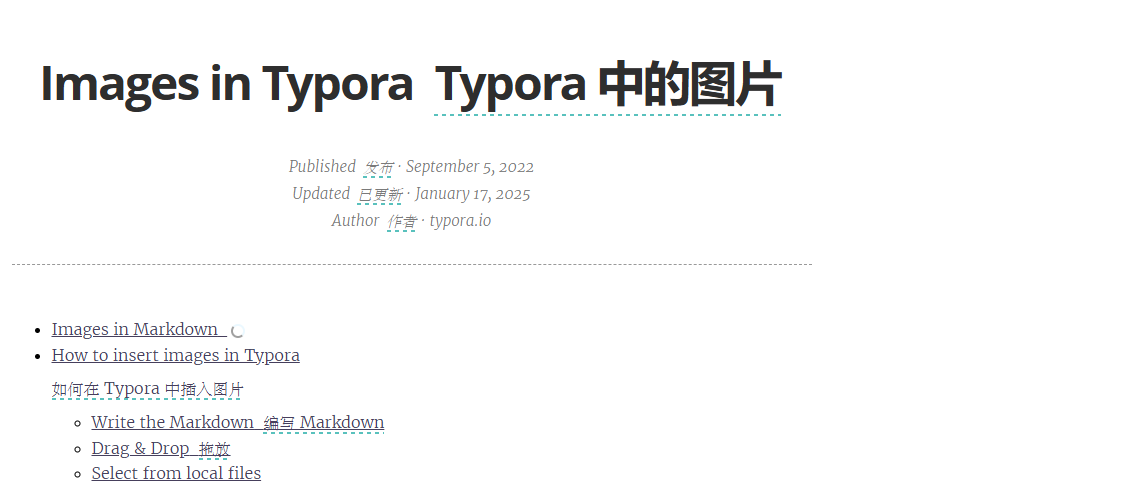 Images in Typora Typora 中的图片
Published 发布 · September 5, 2022
Updated 已更新 · January 17, 2025
Author 作者 · typora.io
Images in Markdown
How to insert images in Typora
如何在 Typora 中插入图片
Write the Markdown 编写 Markdown
Drag & Drop 拖放
Select from local files